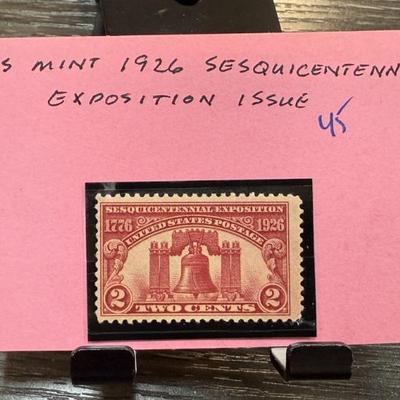 S MINT 1926 SESQUICENTENN
EXPOSITION ISSUE
45
SESQUICENTENNIAL EXPOSITION
1776 1926
UNITED STATES POSTAGE
2 2
TWO CENTS